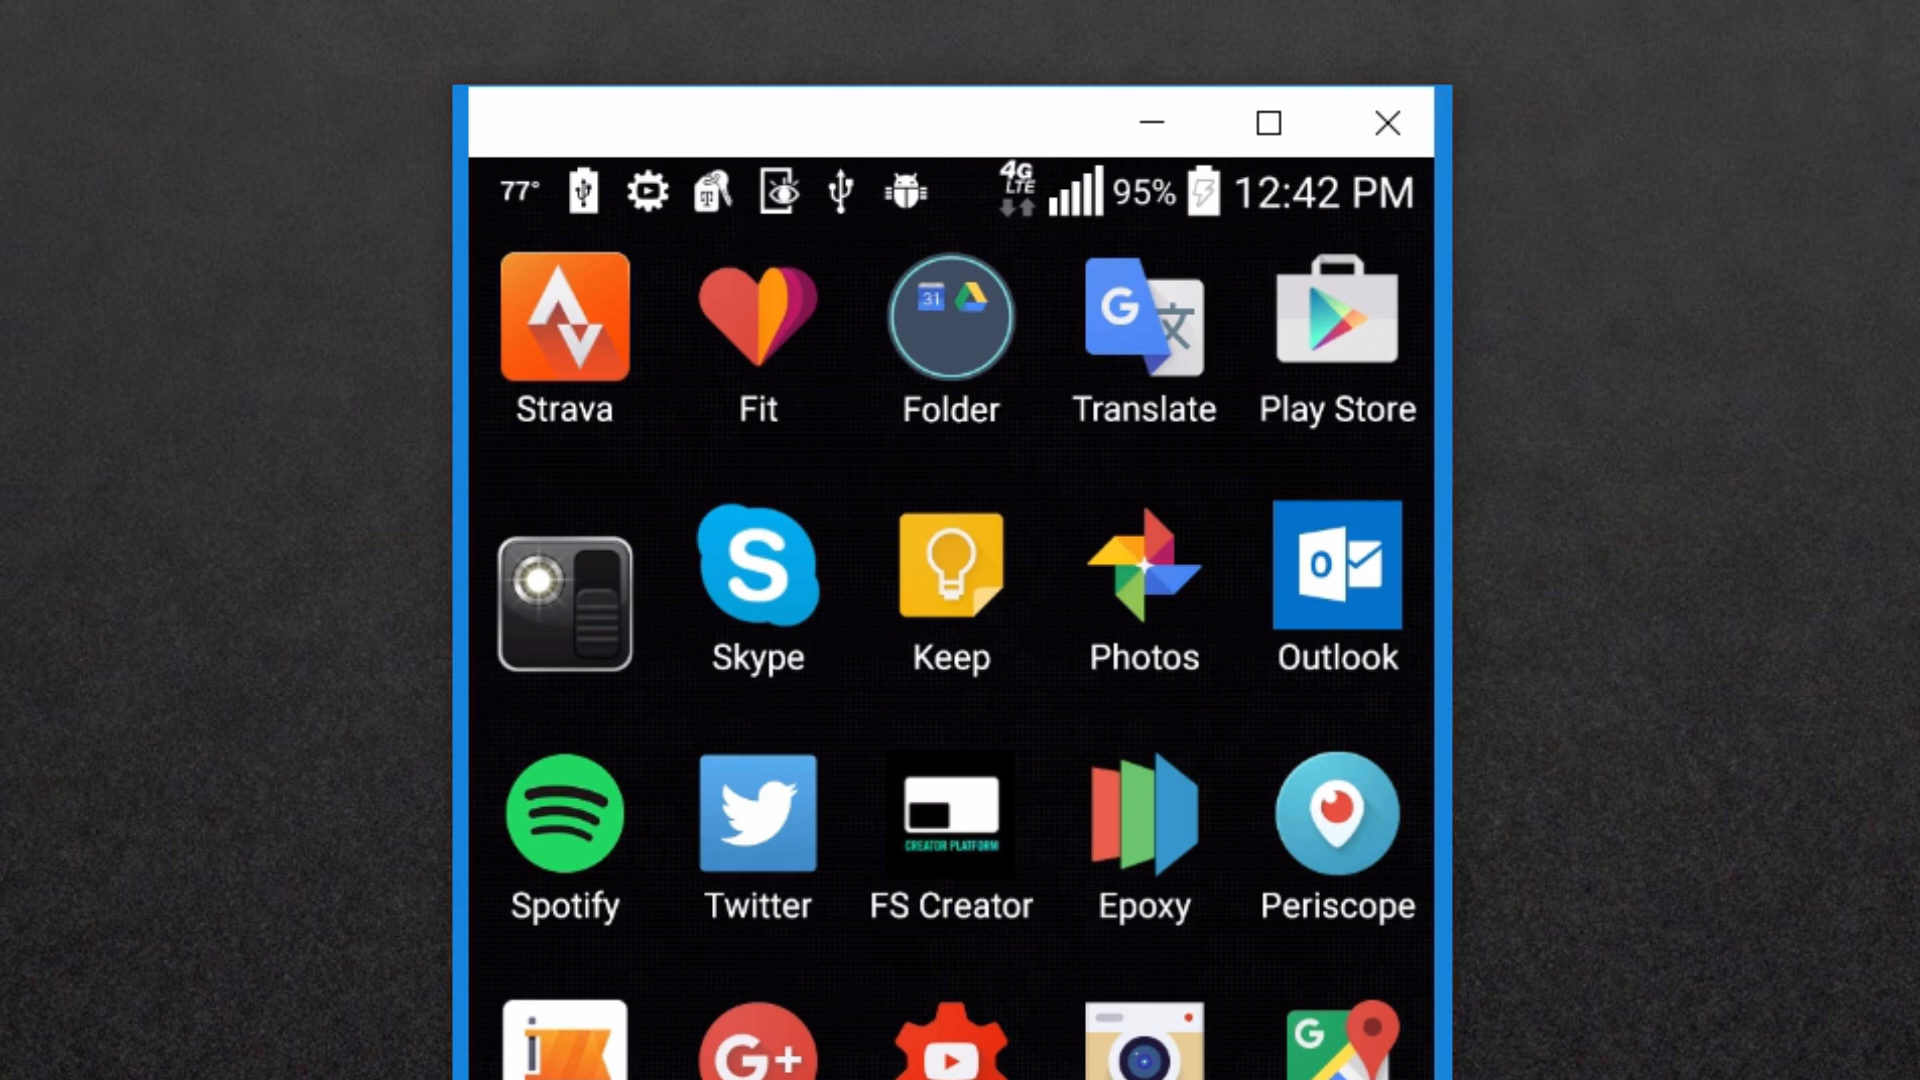 77° 4G LTE 95% 12:42 PM
31 G 文
Strava Fit Folder Translate Play Store
S O
Skype Keep Photos Outlook
CREATOR PLATFORM
Spotify Twitter FS Creator Epoxy Periscope
G+ G